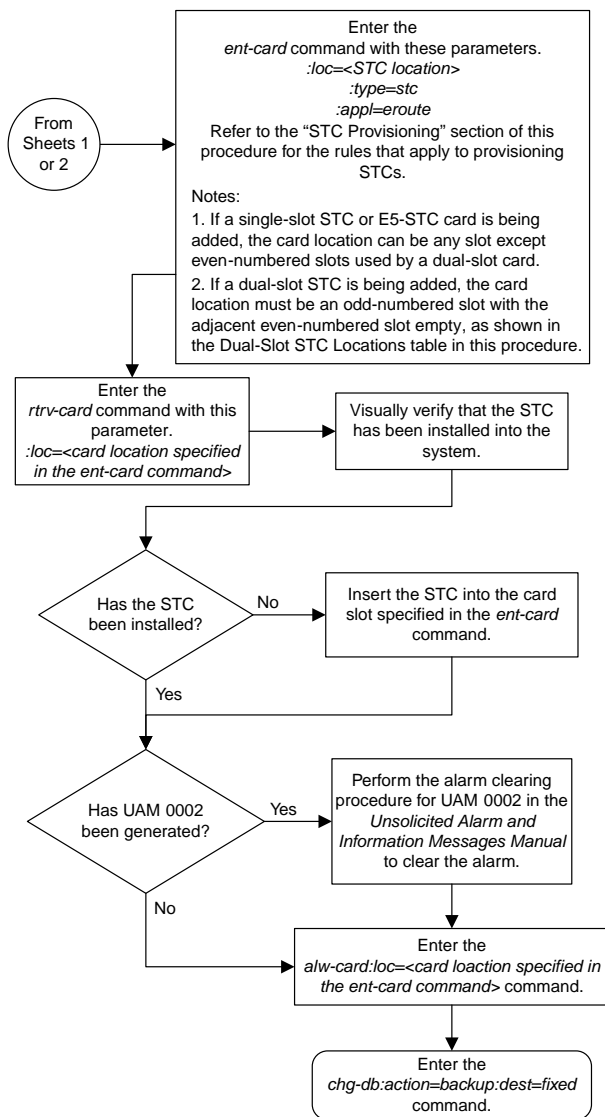 From
Sheets 1
or 2
Enter the
ent-card command with these parameters.
:loc=<STC location>
:type=stc
:appl=eroute
Refer to the “STC Provisioning” section of this
procedure for the rules that apply to provisioning
STCs.
Notes:
1. If a single-slot STC or E5-STC card is being
added, the card location can be any slot except
even-numbered slots used by a dual-slot card.
2. If a dual-slot STC is being added, the card
location must be an odd-numbered slot with the
adjacent even-numbered slot empty, as shown in
the Dual-Slot STC Locations table in this procedure.
Enter the
rtrv-card command with this
parameter.
:loc=<card location specified
in the ent-card command>
Visually verify that the STC
has been installed into the
system.
Has the STC
been installed?
No
Insert the STC into the card
slot specified in the ent-card
command.
Yes
Has UAM 0002
been generated?
Yes
Perform the alarm clearing
procedure for UAM 0002 in the
Unsolicited Alarm and
Information Messages Manual
to clear the alarm.
No
Enter the
alw-card:loc=<card loaction specified in
the ent-card command> command.
Enter the
chg-db:action=backup:dest=fixed
command.